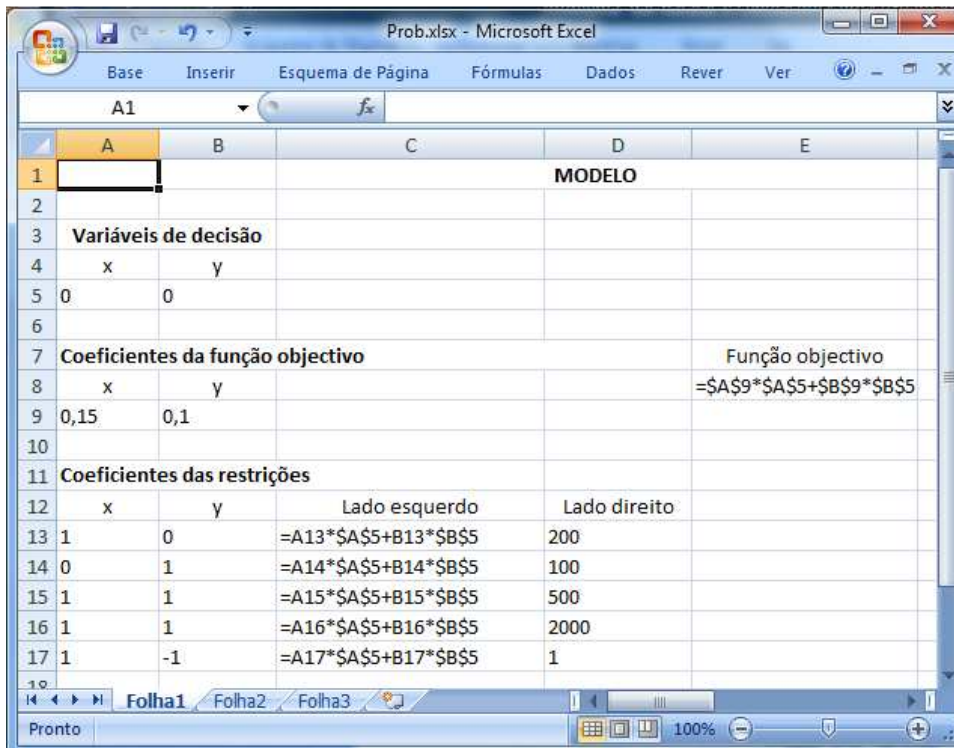 Prob.xlsx - Microsoft Excel
Base Inserir Esquema de Página Fórmulas Dados Rever Ver
A1 fx
A B C D E
1 MODELO
2
3 Variáveis de decisão
4 x y
5 0 0
6
7 Coeficientes da função objectivo Função objectivo
8 x y =$A$9*$A$5+$B$9*$B$5
9 0,15 0,1
10
11 Coeficientes das restrições
12 x y Lado esquerdo Lado direito
13 1 0 =A13*$A$5+B13*$B$5 200
14 0 1 =A14*$A$5+B14*$B$5 100
15 1 1 =A15*$A$5+B15*$B$5 500
16 1 1 =A16*$A$5+B16*$B$5 2000
17 1 -1 =A17*$A$5+B17*$B$5 1
18
Folha1 Folha2 Folha3
Pronto 100%